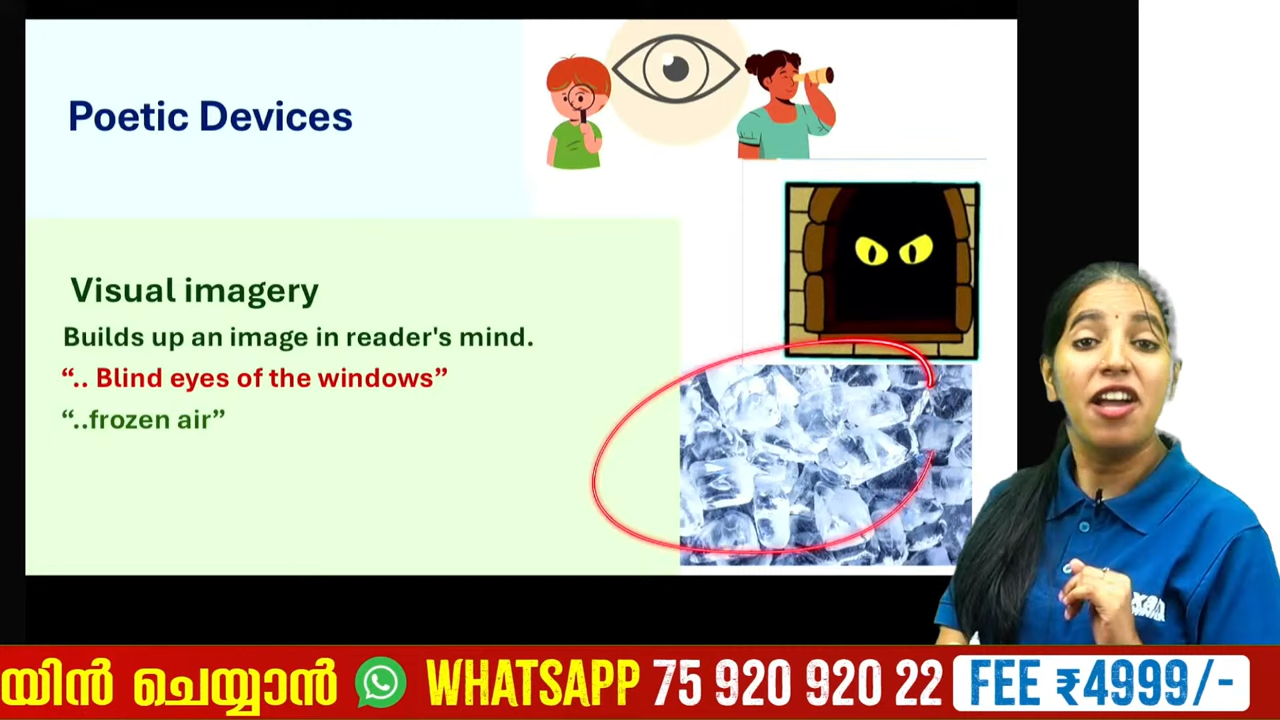 Poetic Devices
Visual imagery
Builds up an image in reader's mind.
“.. Blind eyes of the windows”
“..frozen air”
യിൻ ചെയ്യാൻ WHATSAPP 75 920 920 22 FEE ₹4999/-